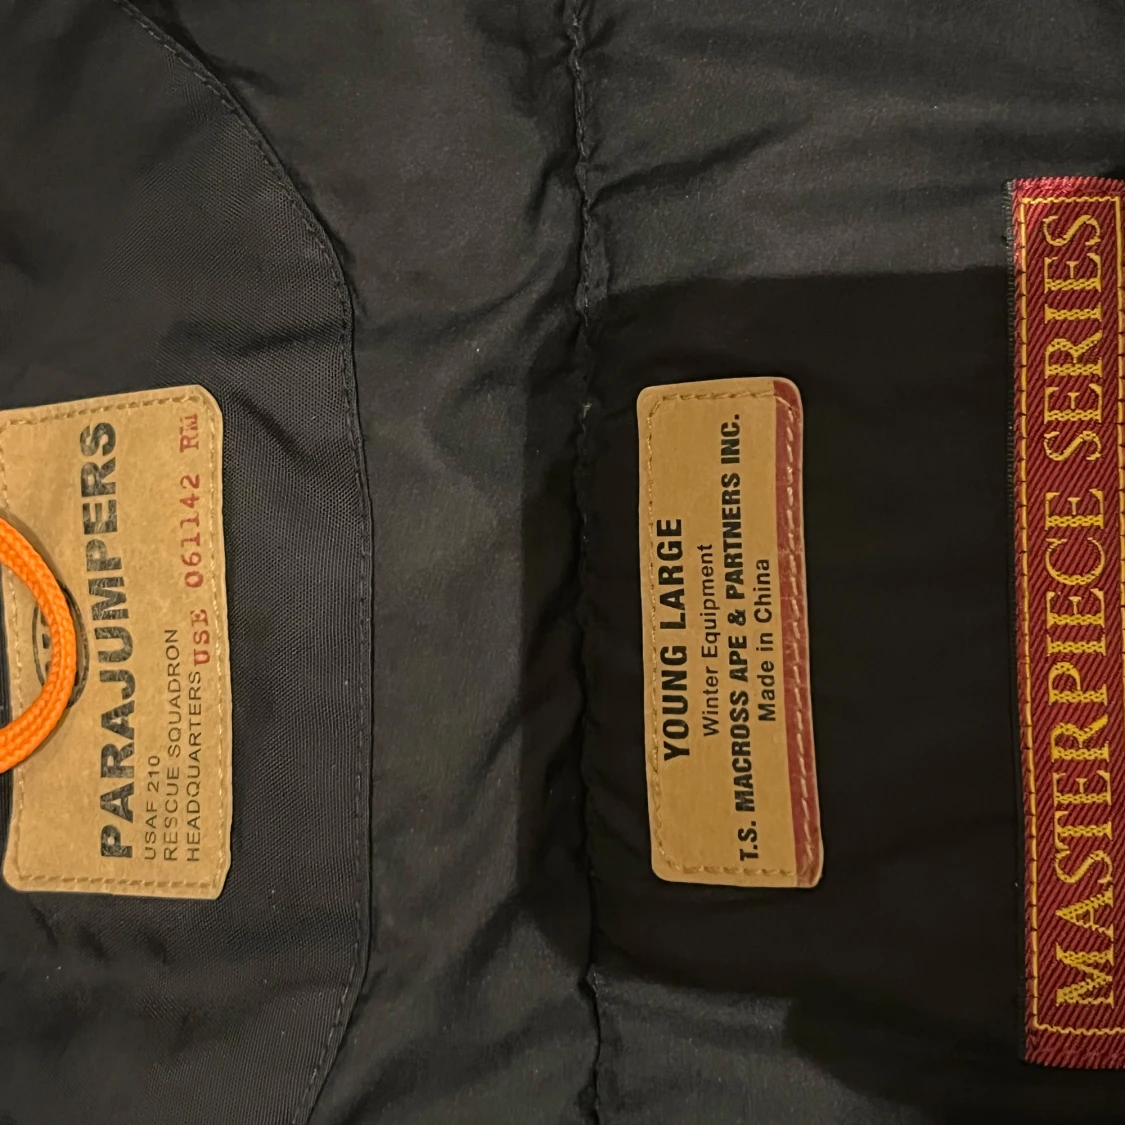 PARAJUMPERS
USAF 210
RESCUE SQUADRON
HEADQUARTERS
USE 061142 RW
YOUNG LARGE
Winter Equipment
T.S. MACROSS APE & PARTNERS INC.
Made in China
MASTERPIECE SERIES